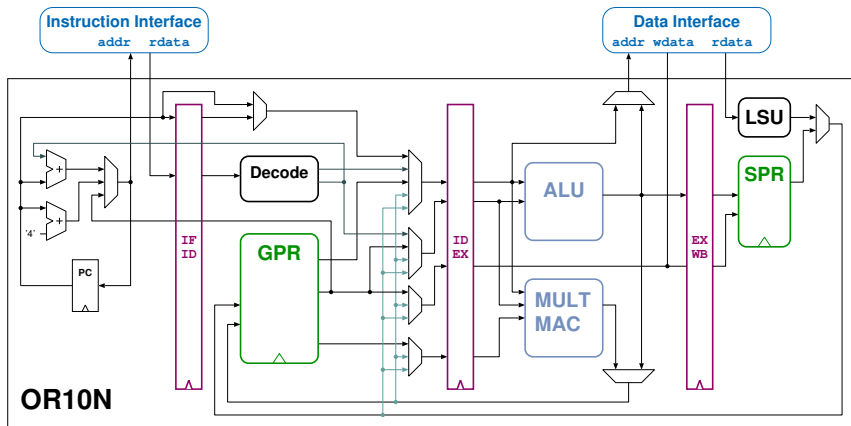 Instruction Interface
addr rdata
Data Interface
addr wdata rdata
LSU
Decode
ALU
SPR
+
+
'4'
IF
ID
GPR
ID
EX
EX
WB
PC
MULT
MAC
OR10N